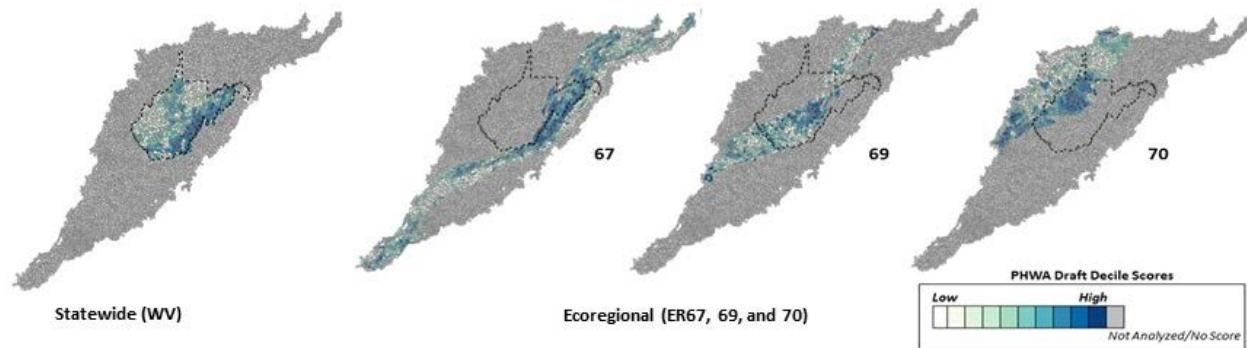 67
69
70
PHWA Draft Decile Scores
Low High
Not Analyzed/No Score
Statewide (WV)
Ecoregional (ER67, 69, and 70)